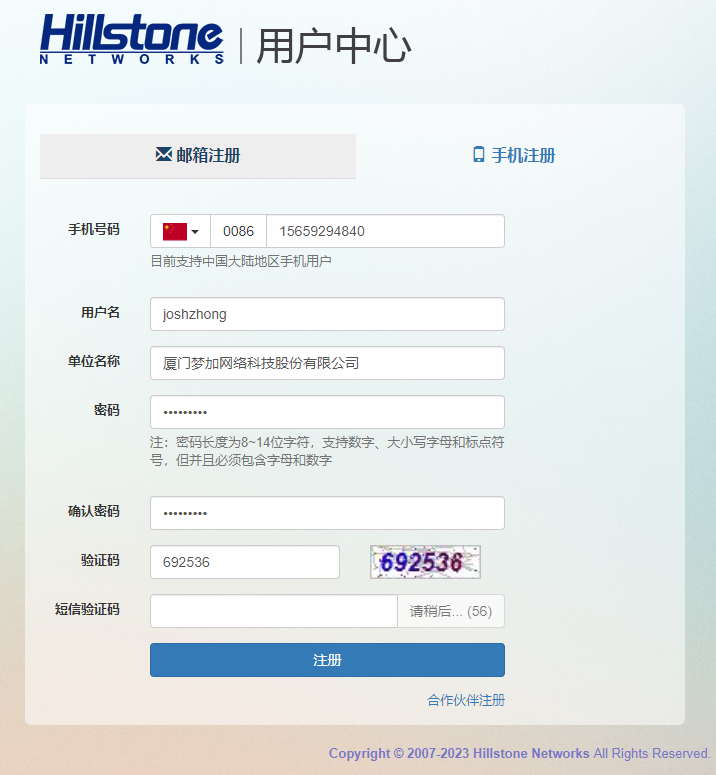 Hillstone
NETWORKS
用户中心
邮箱注册
手机注册
手机号码
0086
15659294840
目前支持中国大陆地区手机用户
用户名
joshzhong
单位名称
厦门梦加网络科技股份有限公司
密码
•••••••••
注：密码长度为8~14位字符，支持数字、大小写字母和标点符
号，但并且必须包含字母和数字
确认密码
•••••••••
验证码
692536
692536
短信验证码
请稍后... (56)
注册
合作伙伴注册
Copyright © 2007-2023 Hillstone Networks All Rights Reserved.